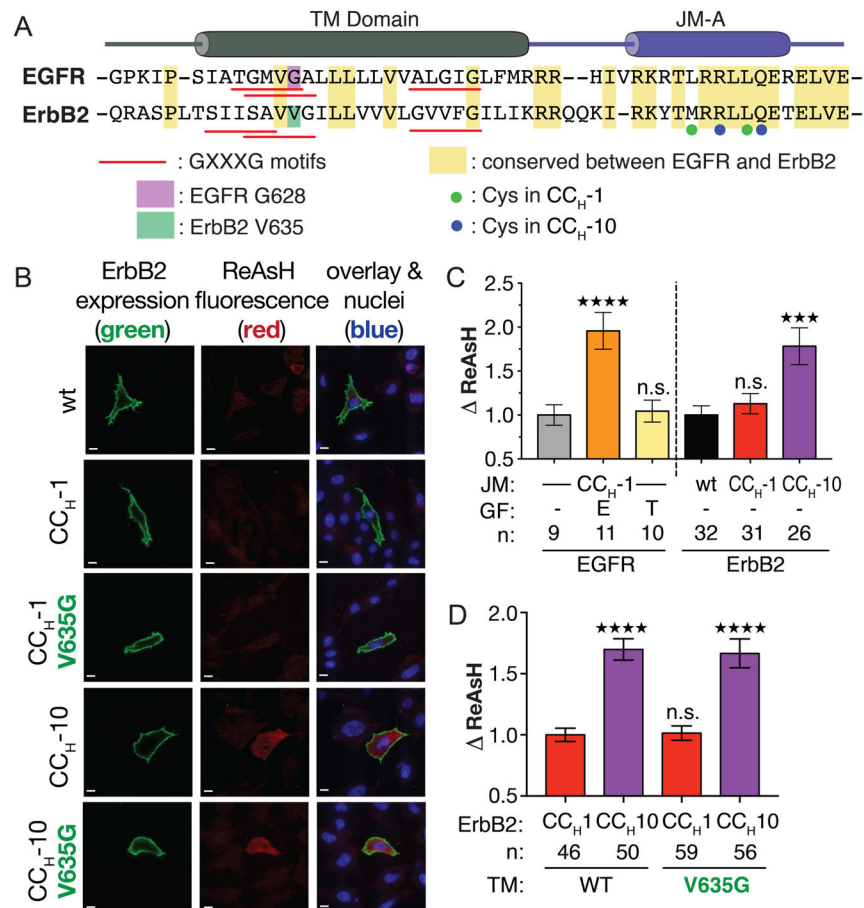 A
TM Domain
JM-A
EGFR -GPKIP-SIATGMVGALLLLLVVALGIGLFMRRR--HIVRKRTLRRLLQERELVE-
ErbB2 -QRASPLTSIISAVVGILLVVVLGVVFGILIKRRQQKI-RKYTMRRLLQETELVE-
: GXXXG motifs
: conserved between EGFR and ErbB2
: EGFR G628
: Cys in CCH-1
: ErbB2 V635
: Cys in CCH-10
B
ErbB2 expression (green)
ReAsH fluorescence (red)
overlay & nuclei (blue)
wt
CCH-1
CCH-1 V635G
CCH-10
CCH-10 V635G
C
Δ ReAsH
2.5
2.0
1.5
1.0
0.5
★★★★
n.s.
n.s.
★★★
JM: CCH-1 wt CCH-1 CCH-10
GF: - E T - - -
n: 9 11 10 32 31 26
EGFR ErbB2
D
Δ ReAsH
2.0
1.5
1.0
0.5
★★★★
n.s.
★★★★
ErbB2: CCH1 CCH10 CCH1 CCH10
n: 46 50 59 56
TM: WT V635G